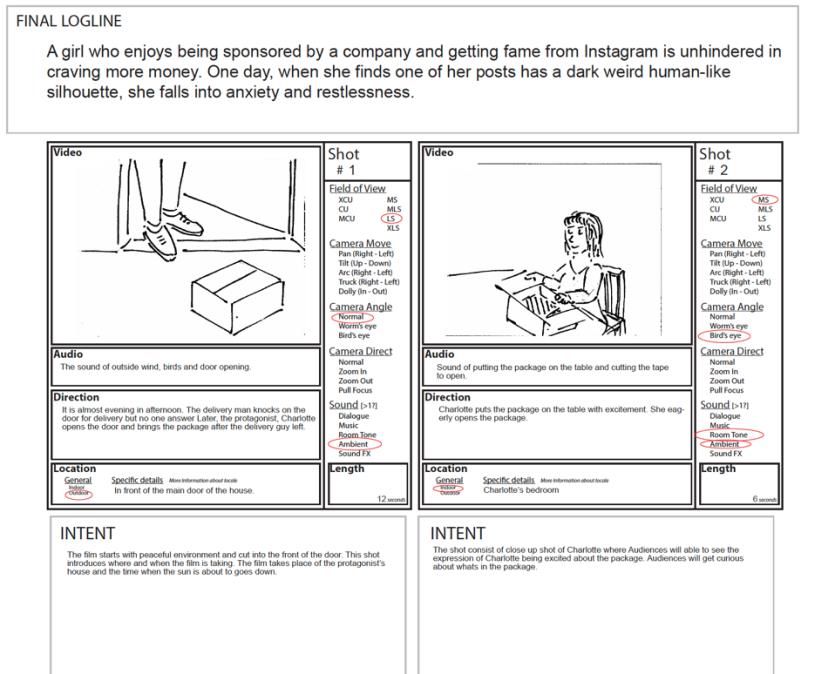 FINAL LOGLINE
A girl who enjoys being sponsored by a company and getting fame from Instagram is unhindered in
craving more money. One day, when she finds one of her posts has a dark weird human-like
silhouette, she falls into anxiety and restlessness.
Video
Shot
# 1
Field of View
XCU MS
CU MLS
MCU LS
XLS
Camera Move
Pan (Right - Left)
Tilt (Up - Down)
Arc (Right - Left)
Truck (Right - Left)
Dolly (In - Out)
Camera Angle
Normal
Worm's eye
Bird's eye
Audio
The sound of outside wind, birds and door opening.
Camera Direct
Normal
Zoom In
Zoom Out
Pull Focus
Direction
It is almost evening in afternoon. The delivery man knocks on the
door for delivery but no one answer Later, the protagonist, Charlotte
opens the door and brings the package after the delivery guy left.
Sound [>1?]
Dialogue
Music
Room Tone
Ambient
Sound FX
Location
General Specific details More Information about locale
Indoor
Outdoor
In front of the main door of the house.
Length
12 seconds
Video
Shot
# 2
Field of View
XCU MS
CU MLS
MCU LS
XLS
Camera Move
Pan (Right - Left)
Tilt (Up - Down)
Arc (Right - Left)
Truck (Right - Left)
Dolly (In - Out)
Camera Angle
Normal
Worm's eye
Bird's eye
Audio
Sound of putting the package on the table and cutting the tape
to open.
Camera Direct
Normal
Zoom In
Zoom Out
Pull Focus
Direction
Charlotte puts the package on the table with excitement. She eag-
erly opens the package.
Sound [>1?]
Dialogue
Music
Room Tone
Ambient
Sound FX
Location
General Specific details More Information about locale
Indoor
Outdoor
Charlotte's bedroom
Length
6 seconds
INTENT
The film starts with peaceful environment and cut into the front of the door. This shot
introduces where and when the film is taking. The film takes place of the protagonist's
house and the time when the sun is about to goes down.
INTENT
The shot consist of close up shot of Charlotte where Audiences will able to see the
expression of Charlotte being excited about the package. Audiences will get curious
about whats in the package.